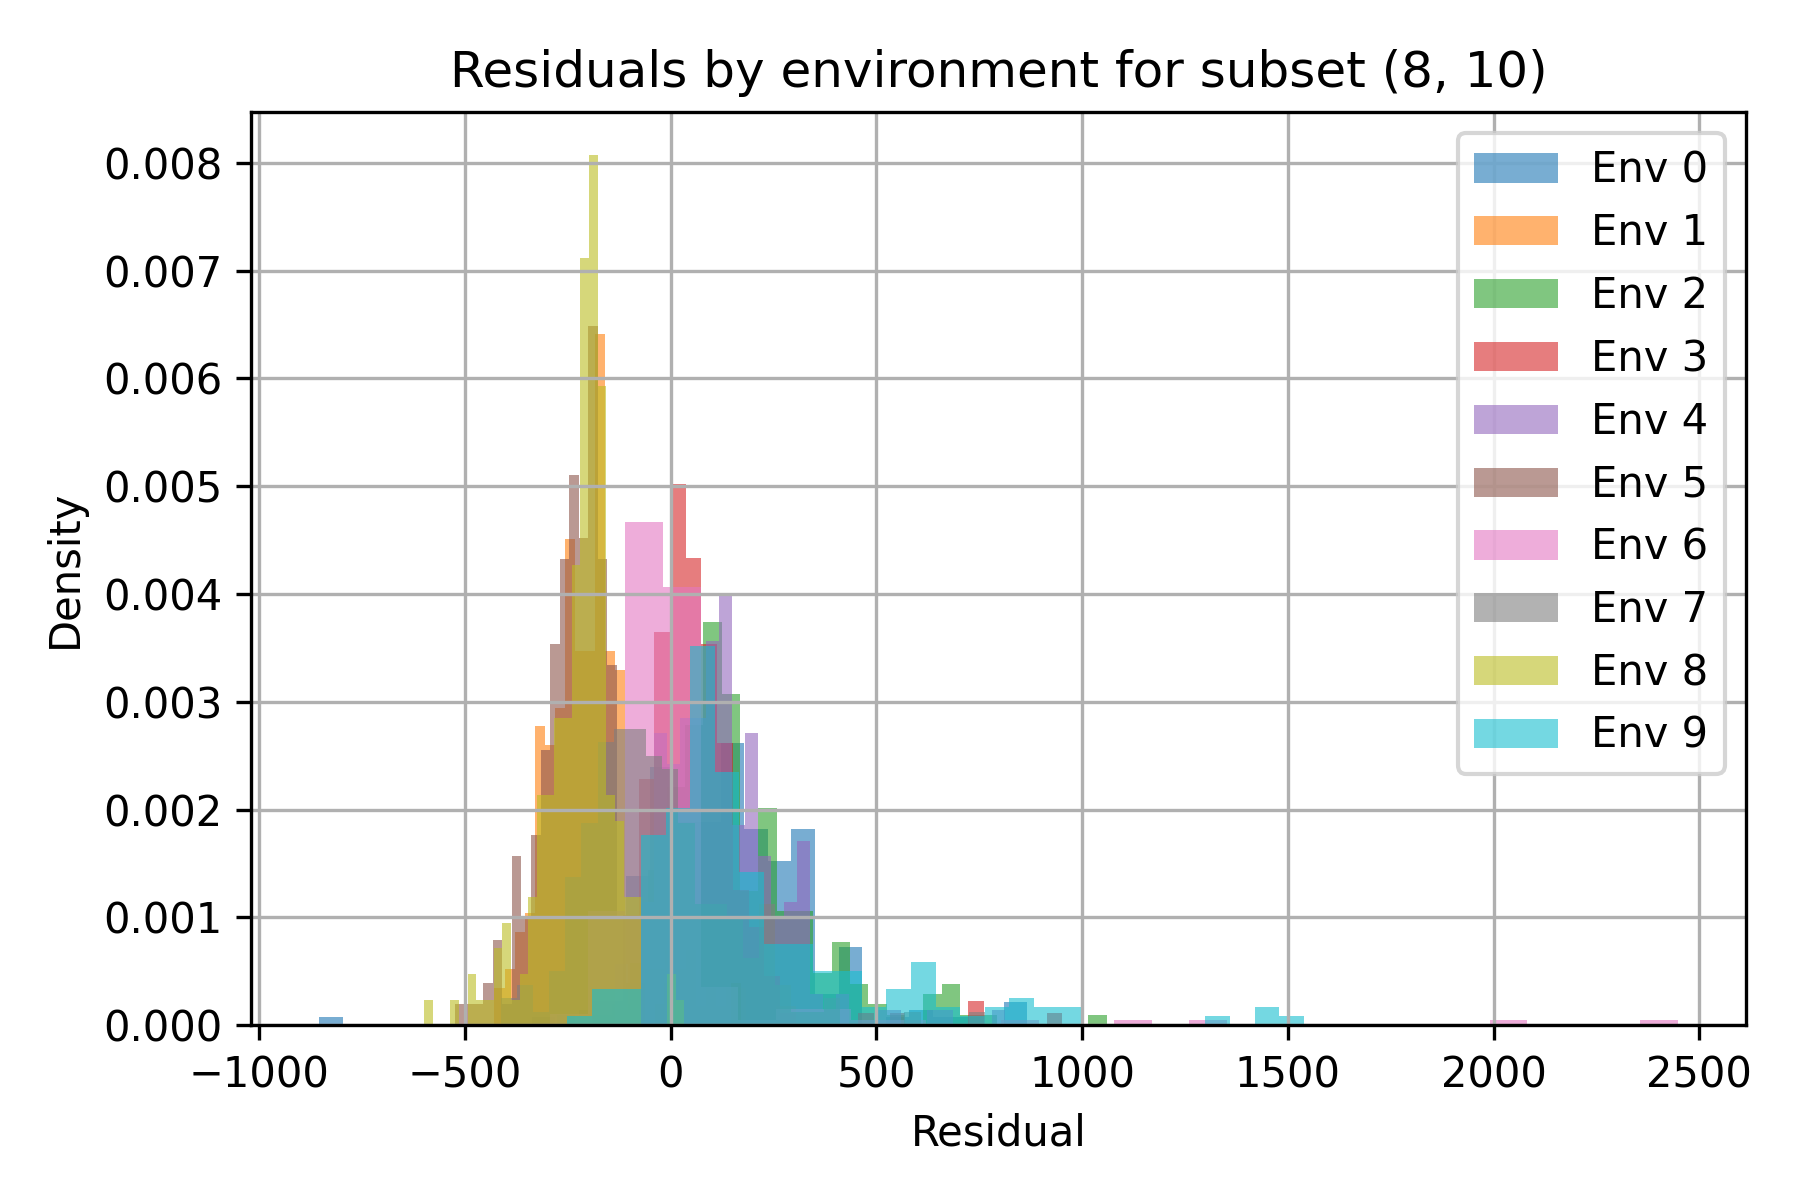 Residuals by environment for subset (8, 10)
0.008
0.007
0.006
0.005
0.004
0.003
0.002
0.001
0.000
Density
Env 0
Env 1
Env 2
Env 3
Env 4
Env 5
Env 6
Env 7
Env 8
Env 9
−1000 −500 0 500 1000 1500 2000 2500
Residual